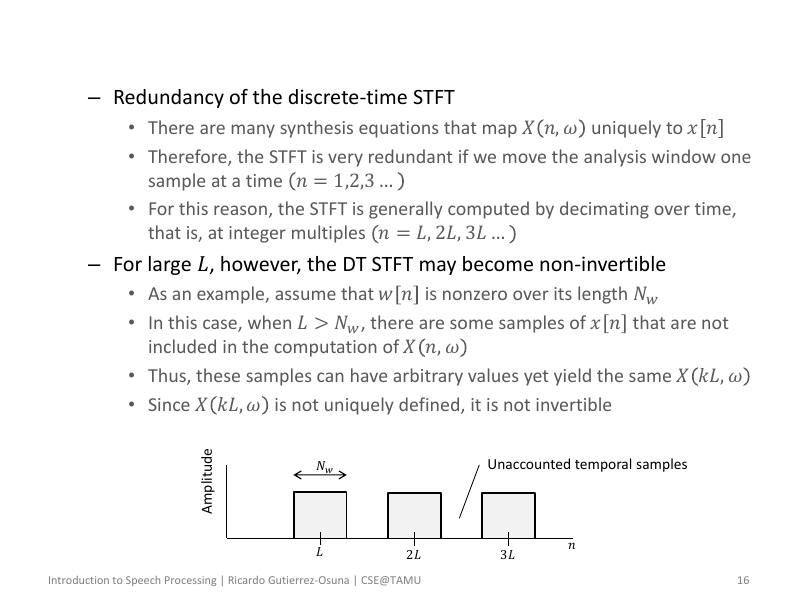 – Redundancy of the discrete-time STFT
• There are many synthesis equations that map X(n, ω) uniquely to x[n]
• Therefore, the STFT is very redundant if we move the analysis window one
sample at a time (n = 1,2,3 … )
• For this reason, the STFT is generally computed by decimating over time,
that is, at integer multiples (n = L, 2L, 3L … )
– For large L, however, the DT STFT may become non-invertible
• As an example, assume that w[n] is nonzero over its length N_w
• In this case, when L > N_w, there are some samples of x[n] that are not
included in the computation of X(n, ω)
• Thus, these samples can have arbitrary values yet yield the same X(kL, ω)
• Since X(kL, ω) is not uniquely defined, it is not invertible
Amplitude
N_w
Unaccounted temporal samples
L
2L
3L
n
Introduction to Speech Processing | Ricardo Gutierrez-Osuna | CSE@TAMU
16